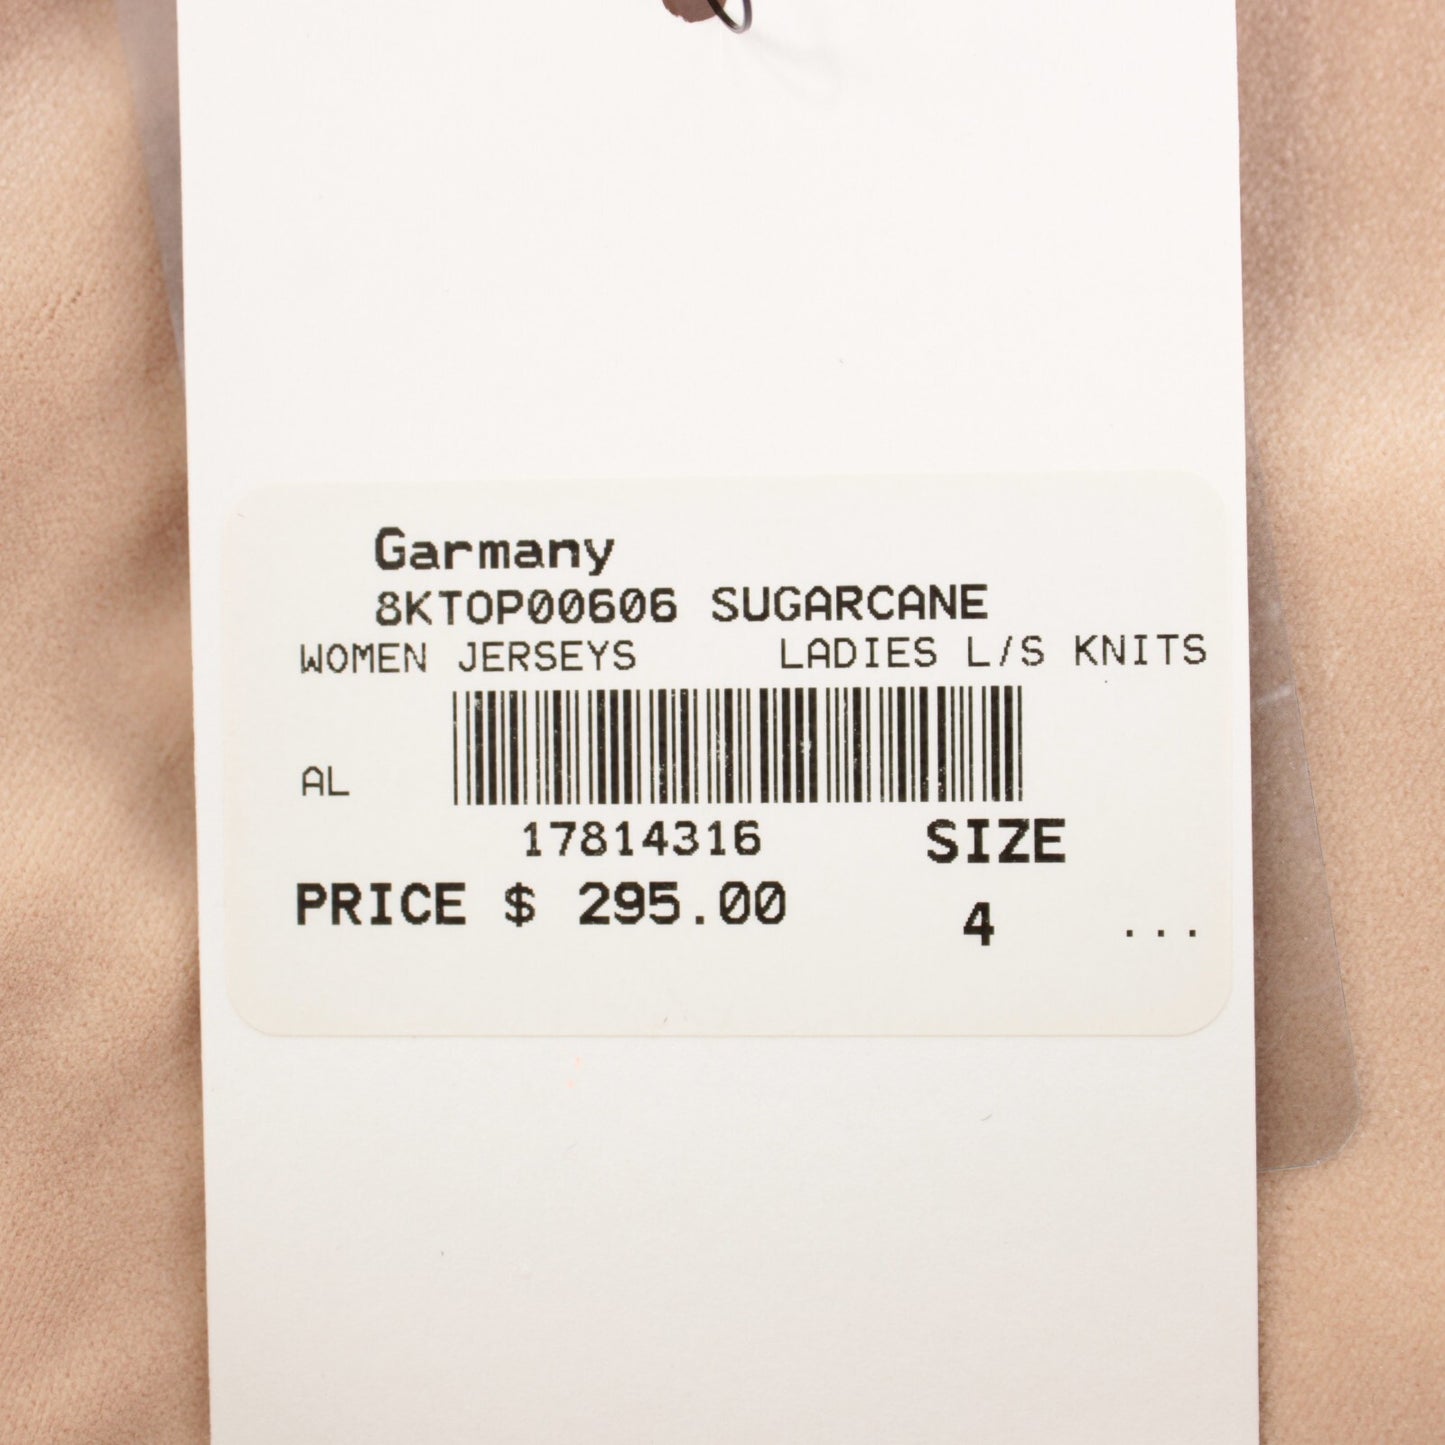 Garmany
8KTOP00606 SUGARCANE
WOMEN JERSEYS LADIES L/S KNITS
AL
17814316 SIZE
PRICE $ 295.00 4 ...